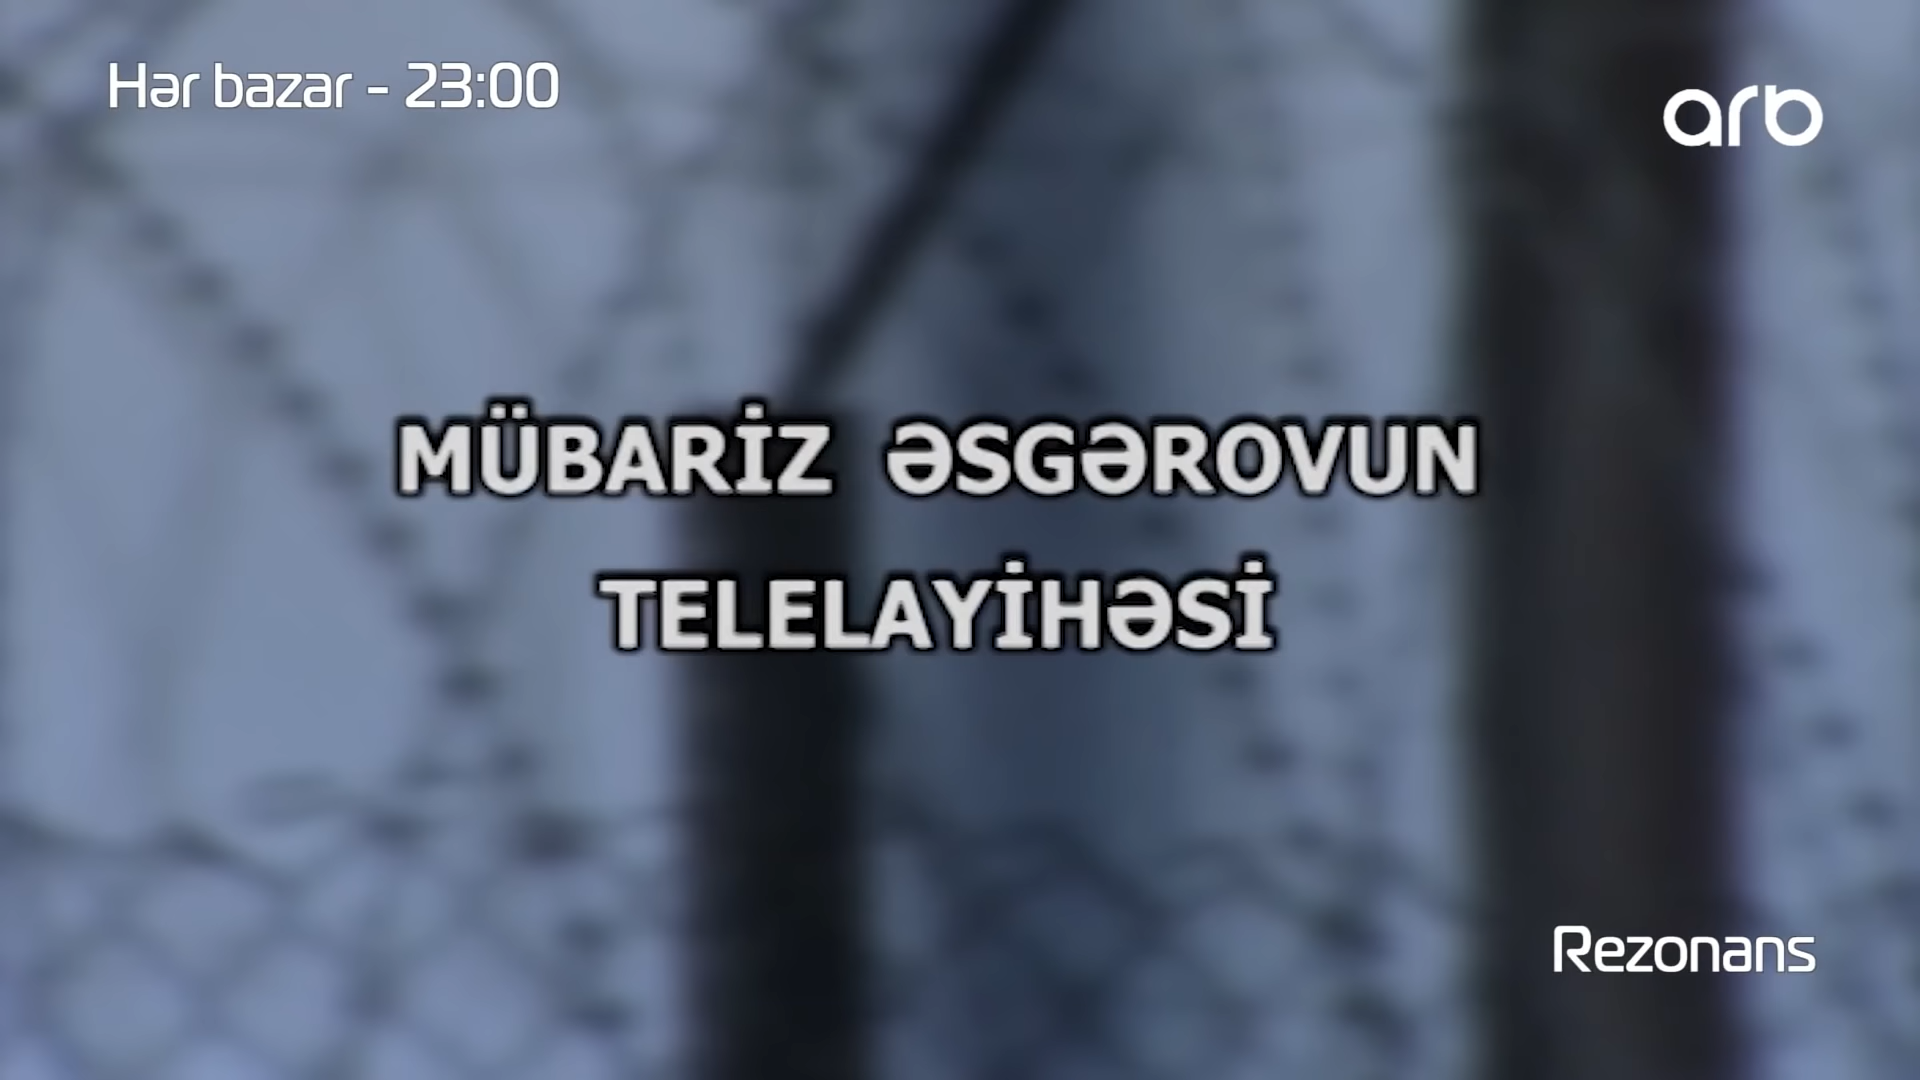 Hər bazar - 23:00
arb
MÜBARİZ ƏSGƏROVUN
TELELAYİHƏSİ
Rezonans